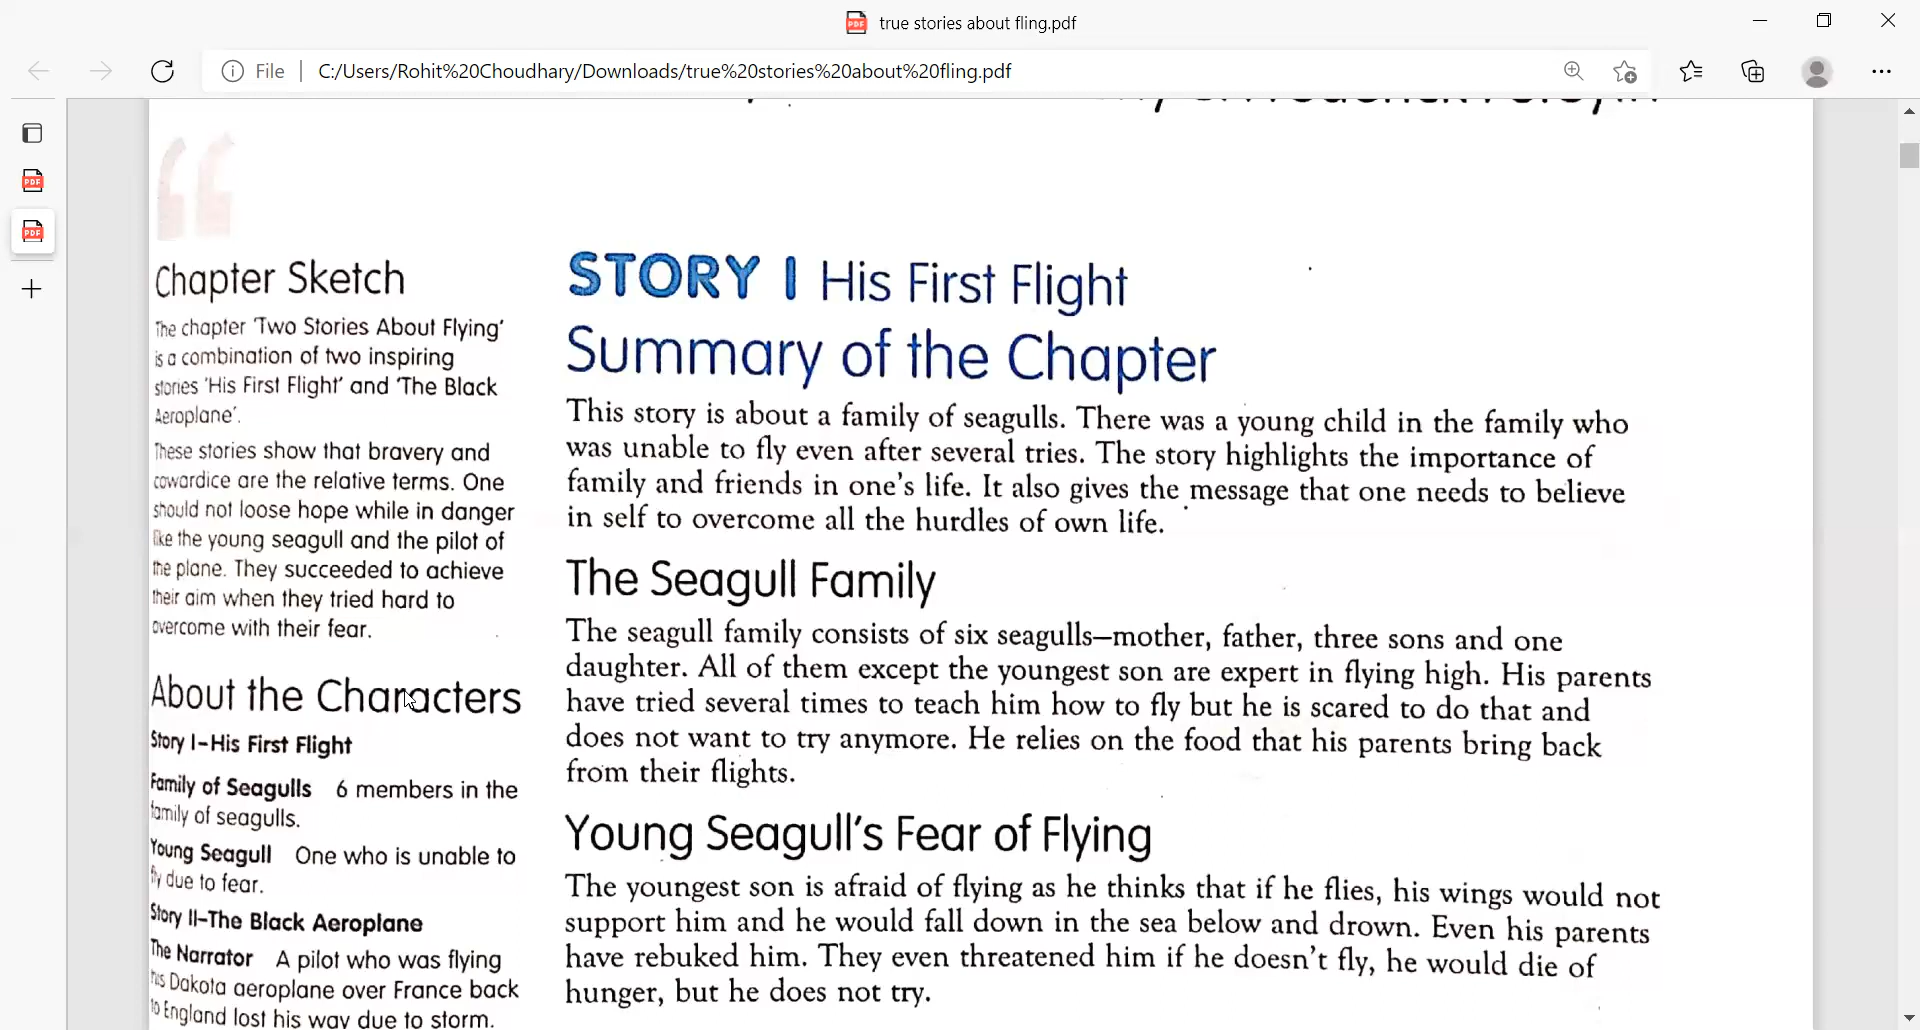 true stories about fling.pdf
File | C:/Users/Rohit%20Choudhary/Downloads/true%20stories%20about%20fling.pdf
Chapter Sketch
The chapter 'Two Stories About Flying'
is a combination of two inspiring
stories 'His First Flight' and 'The Black
Aeroplane'.
These stories show that bravery and
cowardice are the relative terms. One
should not loose hope while in danger
like the young seagull and the pilot of
the plane. They succeeded to achieve
their aim when they tried hard to
overcome with their fear.
About the Characters
Story I-His First Flight
Family of Seagulls 6 members in the
family of seagulls.
Young Seagull One who is unable to
fly due to fear.
Story II-The Black Aeroplane
The Narrator A pilot who was flying
his Dakota aeroplane over France back
to England lost his way due to storm.
STORY I His First Flight
Summary of the Chapter
This story is about a family of seagulls. There was a young child in the family who
was unable to fly even after several tries. The story highlights the importance of
family and friends in one's life. It also gives the message that one needs to believe
in self to overcome all the hurdles of own life.
The Seagull Family
The seagull family consists of six seagulls—mother, father, three sons and one
daughter. All of them except the youngest son are expert in flying high. His parents
have tried several times to teach him how to fly but he is scared to do that and
does not want to try anymore. He relies on the food that his parents bring back
from their flights.
Young Seagull's Fear of Flying
The youngest son is afraid of flying as he thinks that if he flies, his wings would not
support him and he would fall down in the sea below and drown. Even his parents
have rebuked him. They even threatened him if he doesn't fly, he would die of
hunger, but he does not try.